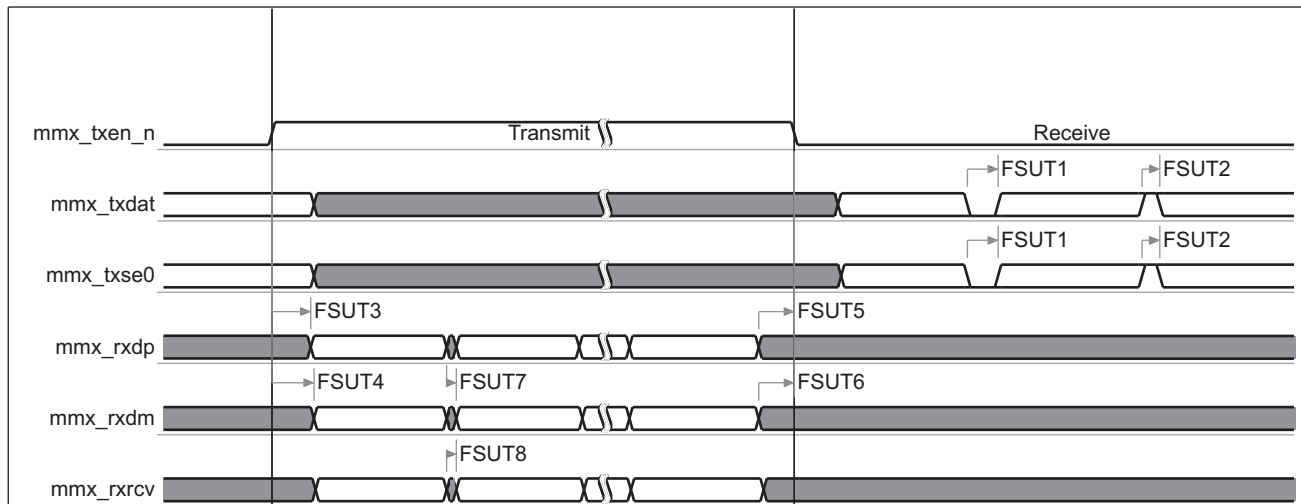 mmx_txen_n Transmit Receive
FSUT1 FSUT2
mmx_txdat
FSUT1 FSUT2
mmx_txse0
FSUT3 FSUT5
mmx_rxdp
FSUT4 FSUT7 FSUT6
mmx_rxdm
FSUT8
mmx_rxrcv